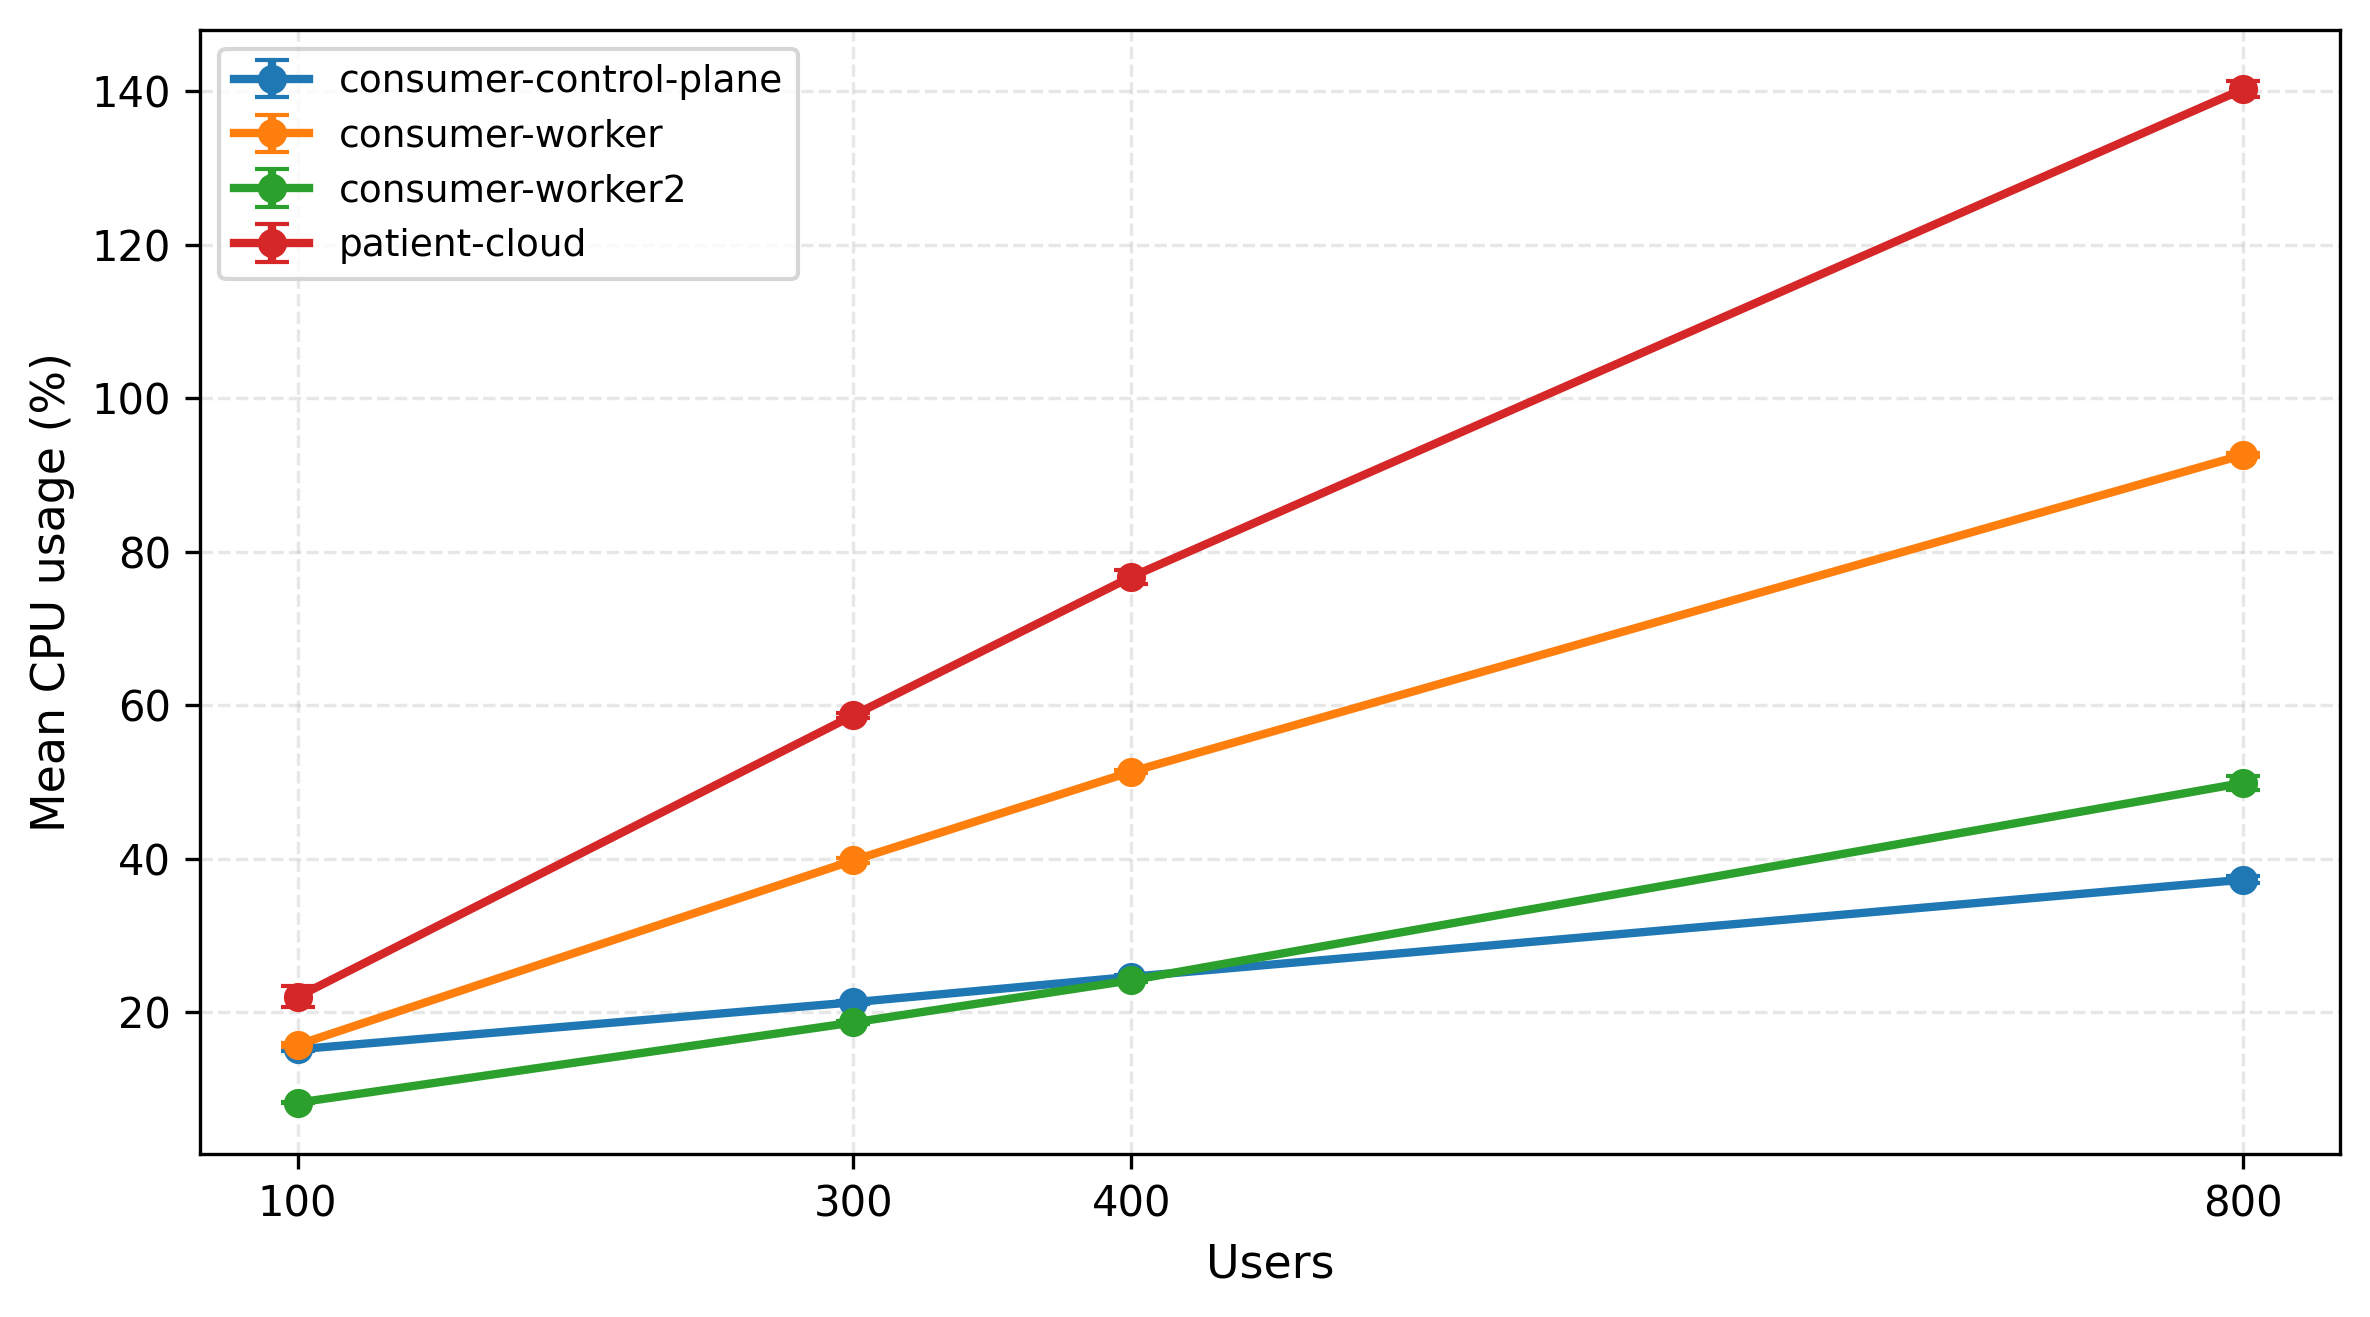 consumer-control-plane
consumer-worker
consumer-worker2
patient-cloud
Mean CPU usage (%)
140
120
100
80
60
40
20
100 300 400 800
Users